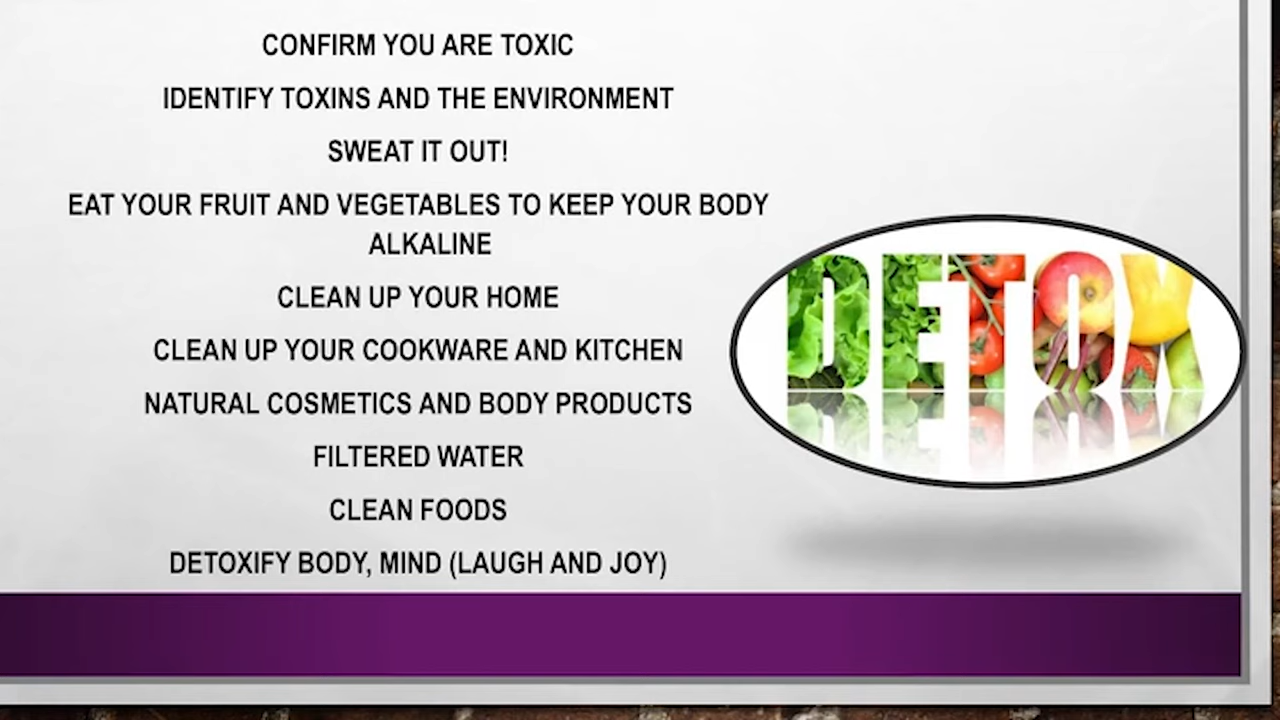 CONFIRM YOU ARE TOXIC
IDENTIFY TOXINS AND THE ENVIRONMENT
SWEAT IT OUT!
EAT YOUR FRUIT AND VEGETABLES TO KEEP YOUR BODY
ALKALINE
CLEAN UP YOUR HOME
CLEAN UP YOUR COOKWARE AND KITCHEN
NATURAL COSMETICS AND BODY PRODUCTS
FILTERED WATER
CLEAN FOODS
DETOXIFY BODY, MIND (LAUGH AND JOY)
DETOX